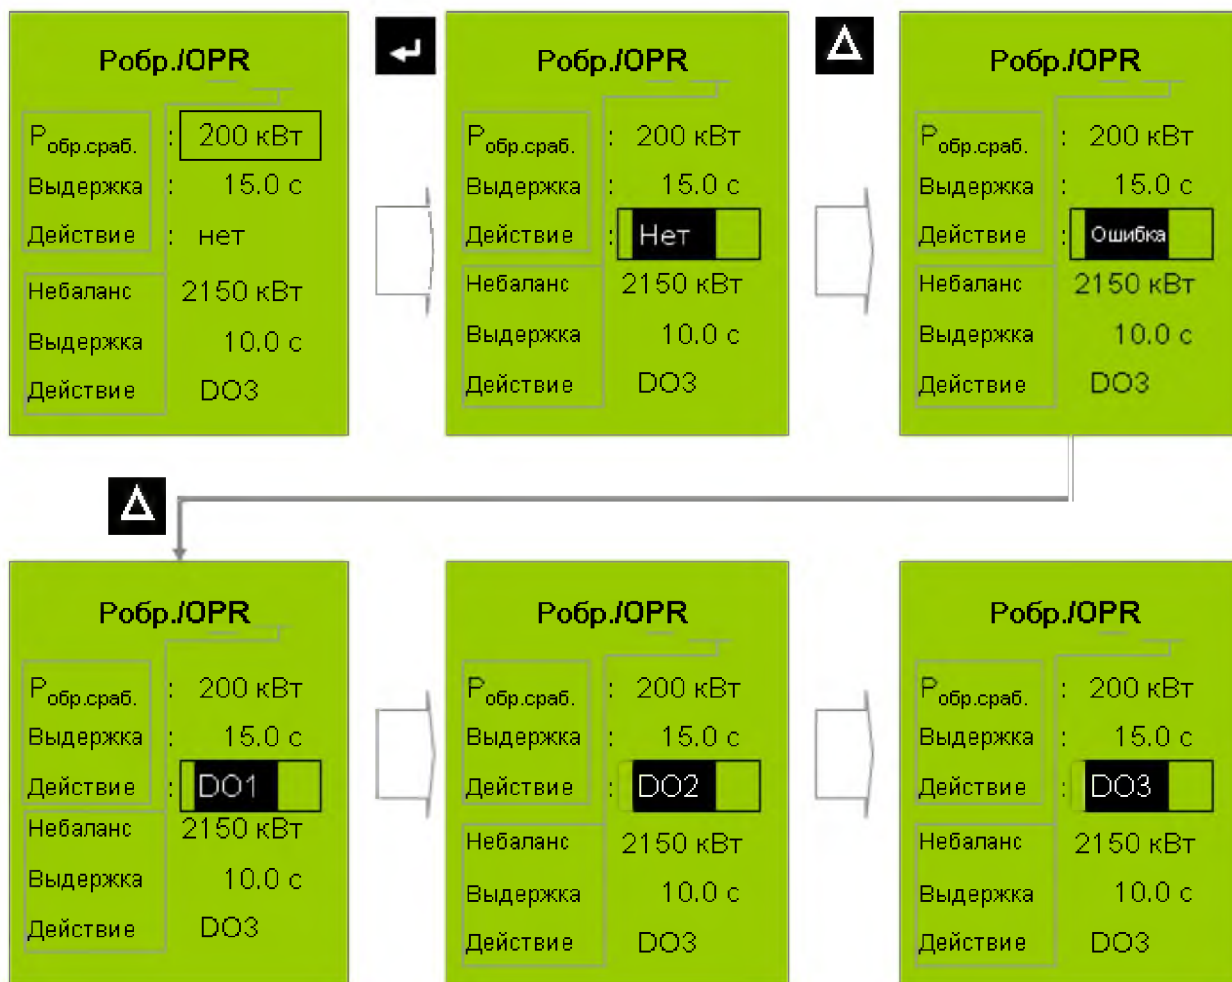 Pобр./OPR
Pобр.сраб. : 200 кВт
Выдержка : 15.0 с
Действие : нет
Небаланс 2150 кВт
Выдержка 10.0 с
Действие DO3
Pобр./OPR
Pобр.сраб. : 200 кВт
Выдержка : 15.0 с
Действие : Нет
Небаланс 2150 кВт
Выдержка 10.0 с
Действие DO3
Δ
Pобр./OPR
Pобр.сраб. : 200 кВт
Выдержка : 15.0 с
Действие : Ошибка
Небаланс 2150 кВт
Выдержка 10.0 с
Действие DO3
Δ
Pобр./OPR
Pобр.сраб. : 200 кВт
Выдержка : 15.0 с
Действие : DO1
Небаланс 2150 кВт
Выдержка 10.0 с
Действие DO3
Pобр./OPR
Pобр.сраб. : 200 кВт
Выдержка : 15.0 с
Действие : DO2
Небаланс 2150 кВт
Выдержка 10.0 с
Действие DO3
Pобр./OPR
Pобр.сраб. : 200 кВт
Выдержка : 15.0 с
Действие : DO3
Небаланс 2150 кВт
Выдержка 10.0 с
Действие DO3